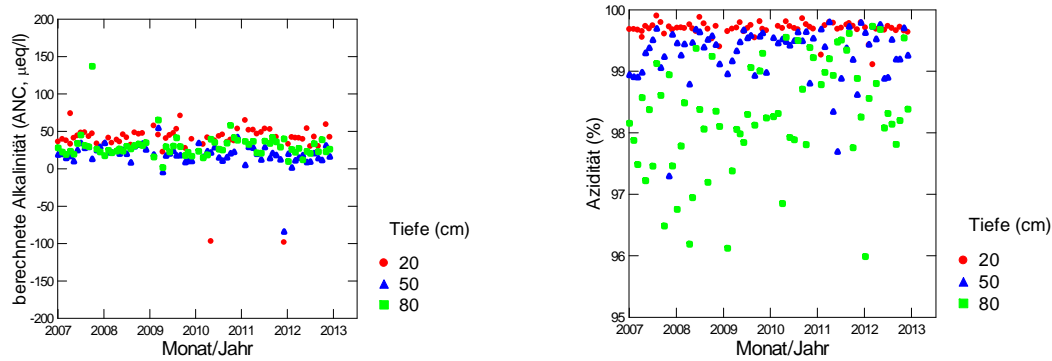 200
150
100
50
0
-50
-100
-150
-200
berechnete Alkalinität (ANC, µeq/l)
2007 2008 2009 2010 2011 2012 2013
Monat/Jahr
Tiefe (cm)
20
50
80
100
99
98
97
96
95
Azidität (%)
2007 2008 2009 2010 2011 2012 2013
Monat/Jahr
Tiefe (cm)
20
50
80